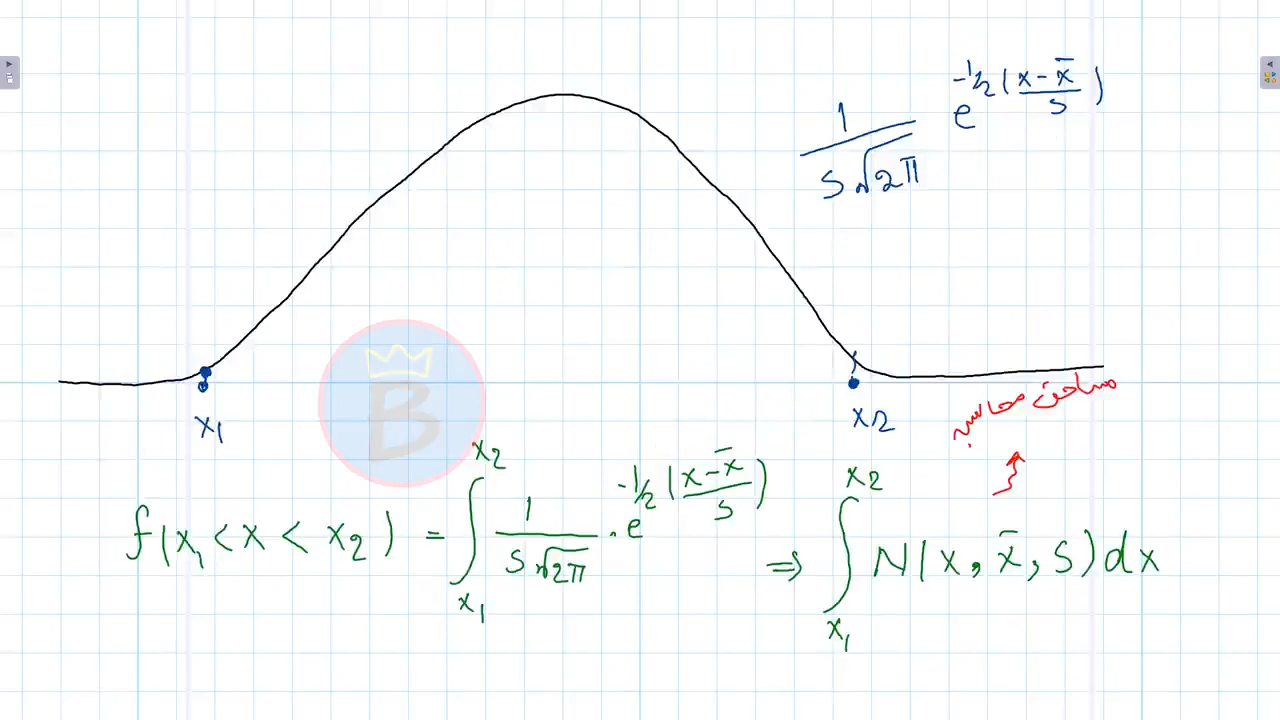 1/(s√2π) e^(-1/2(x-x̄/s))
x1
x2
مساحت محاسبه
B
f(x1<x<x2) = ∫_{x1}^{x2} 1/(s√2π) . e^(-1/2(x-x̄/s)) ⇒ ∫_{x1}^{x2} N(x, x̄, s)dx